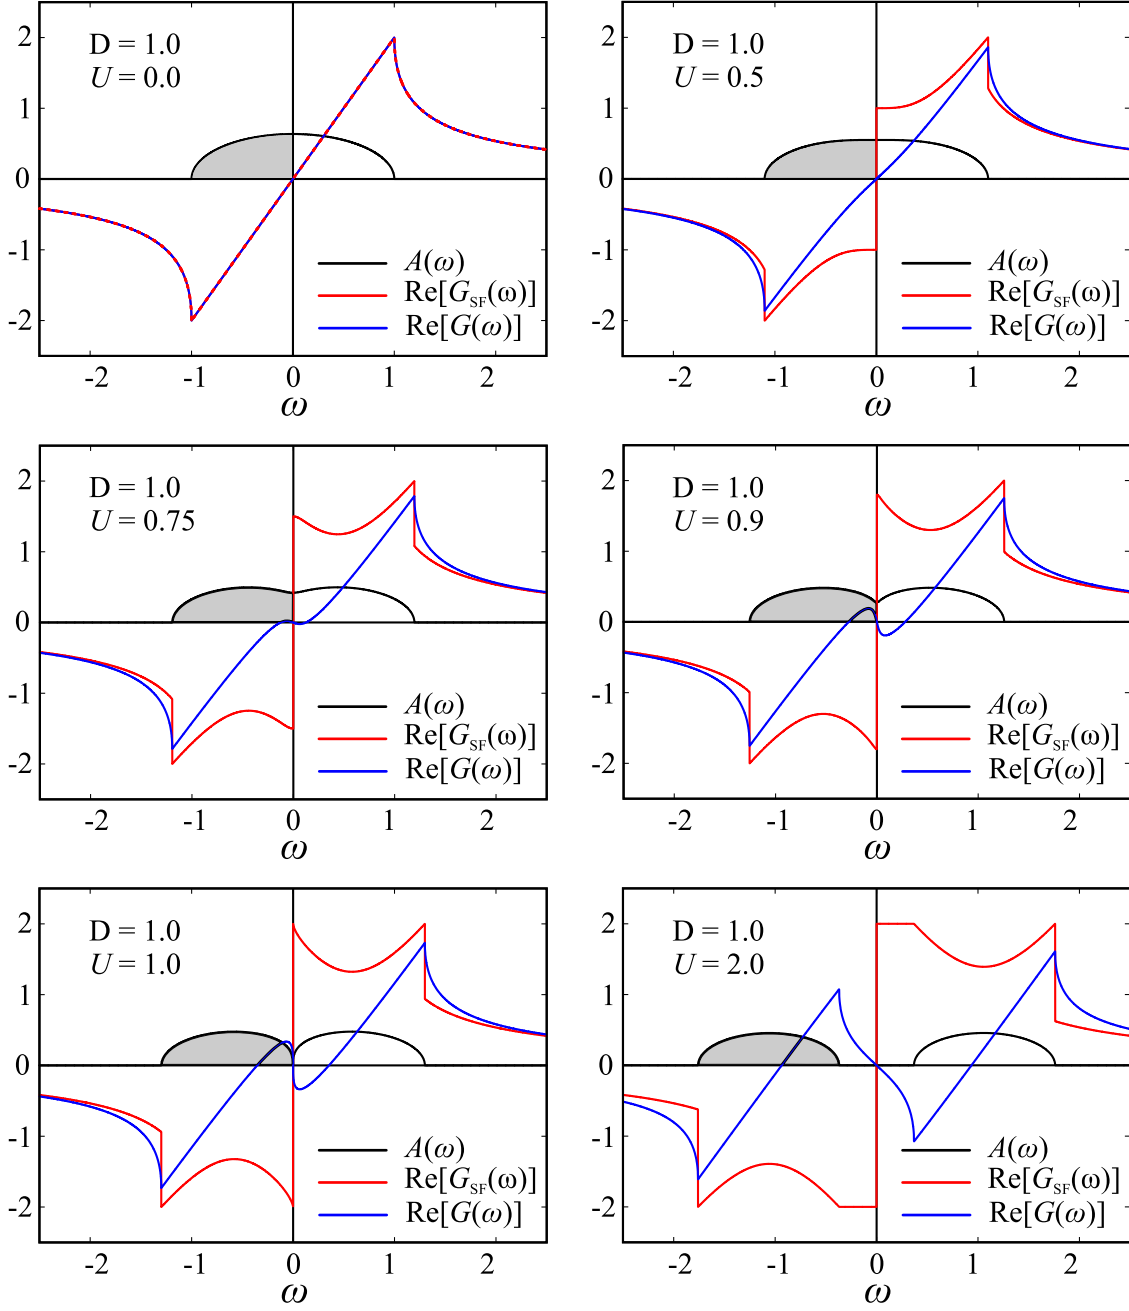 D = 1.0
U = 0.0
2
1
0
-1
-2
A(ω)
Re[G_SF(ω)]
Re[G(ω)]
-2 -1 0 1 2
ω
D = 1.0
U = 0.5
2
1
0
-1
-2
A(ω)
Re[G_SF(ω)]
Re[G(ω)]
-2 -1 0 1 2
ω
D = 1.0
U = 0.75
2
1
0
-1
-2
A(ω)
Re[G_SF(ω)]
Re[G(ω)]
-2 -1 0 1 2
ω
D = 1.0
U = 0.9
2
1
0
-1
-2
A(ω)
Re[G_SF(ω)]
Re[G(ω)]
-2 -1 0 1 2
ω
D = 1.0
U = 1.0
2
1
0
-1
-2
A(ω)
Re[G_SF(ω)]
Re[G(ω)]
-2 -1 0 1 2
ω
D = 1.0
U = 2.0
2
1
0
-1
-2
A(ω)
Re[G_SF(ω)]
Re[G(ω)]
-2 -1 0 1 2
ω